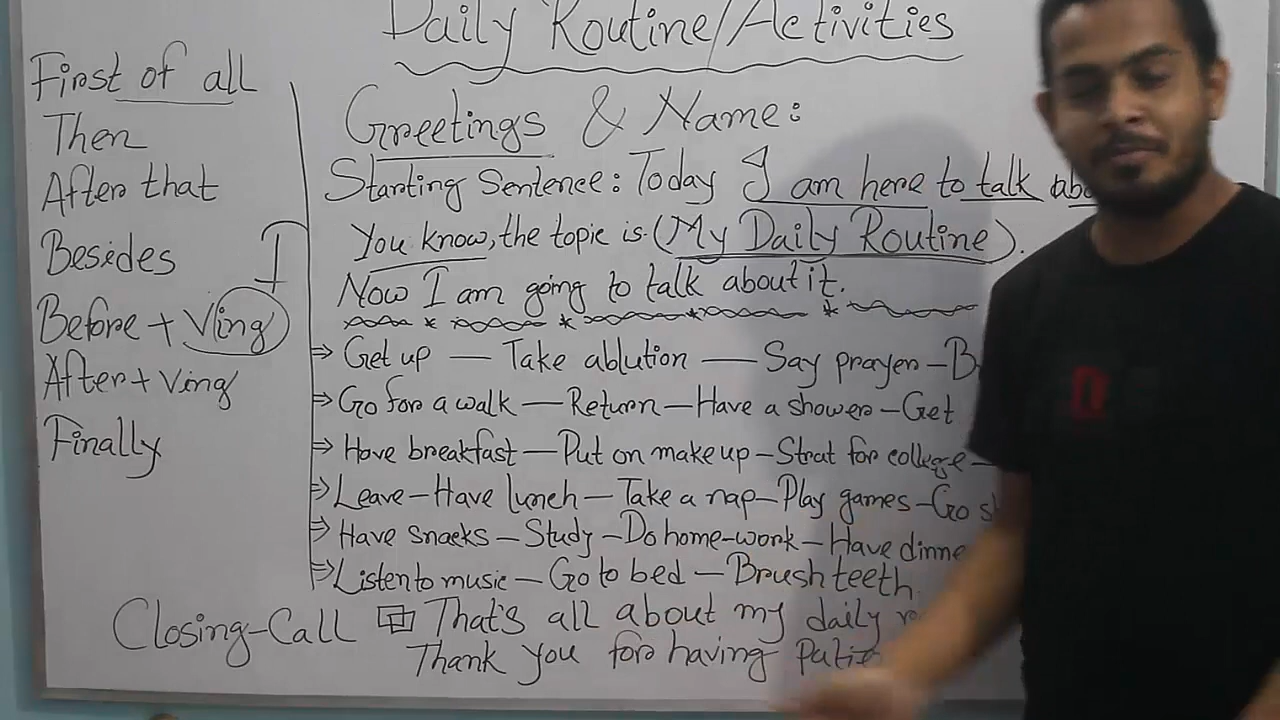 Daily Routine/Activities
First of all
Then
After that
Besides
Before + Ving
After + Ving
Finally
I
Greetings & Name:
Starting Sentence: Today I am here to talk
You know, the topic is (My Daily Routine).
Now I am going to talk about it.
⇒ Get up — Take ablution — Say prayer –
⇒ Go for a walk — Return – Have a shower – Get
⇒ Have breakfast — Put on make up – Strat for college –
⇒ Leave – Have lunch – Take a nap – Play games – Go
⇒ Have snacks – Study – Do home-work – Have
⇒ Listen to music – Go to bed – Brush teeth
Closing-Call That's all about my daily
Thank you for having